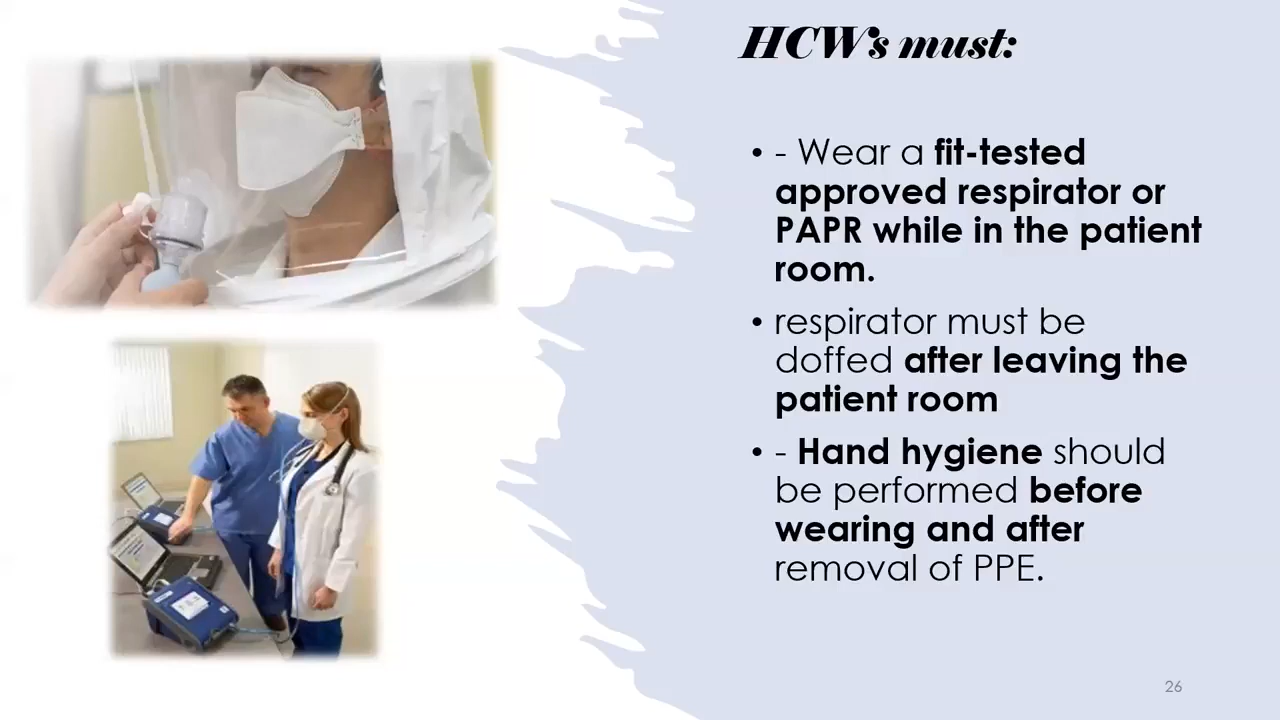 HCW's must:
• - Wear a fit-tested
approved respirator or
PAPR while in the patient
room.
• respirator must be
doffed after leaving the
patient room
• - Hand hygiene should
be performed before
wearing and after
removal of PPE.
26